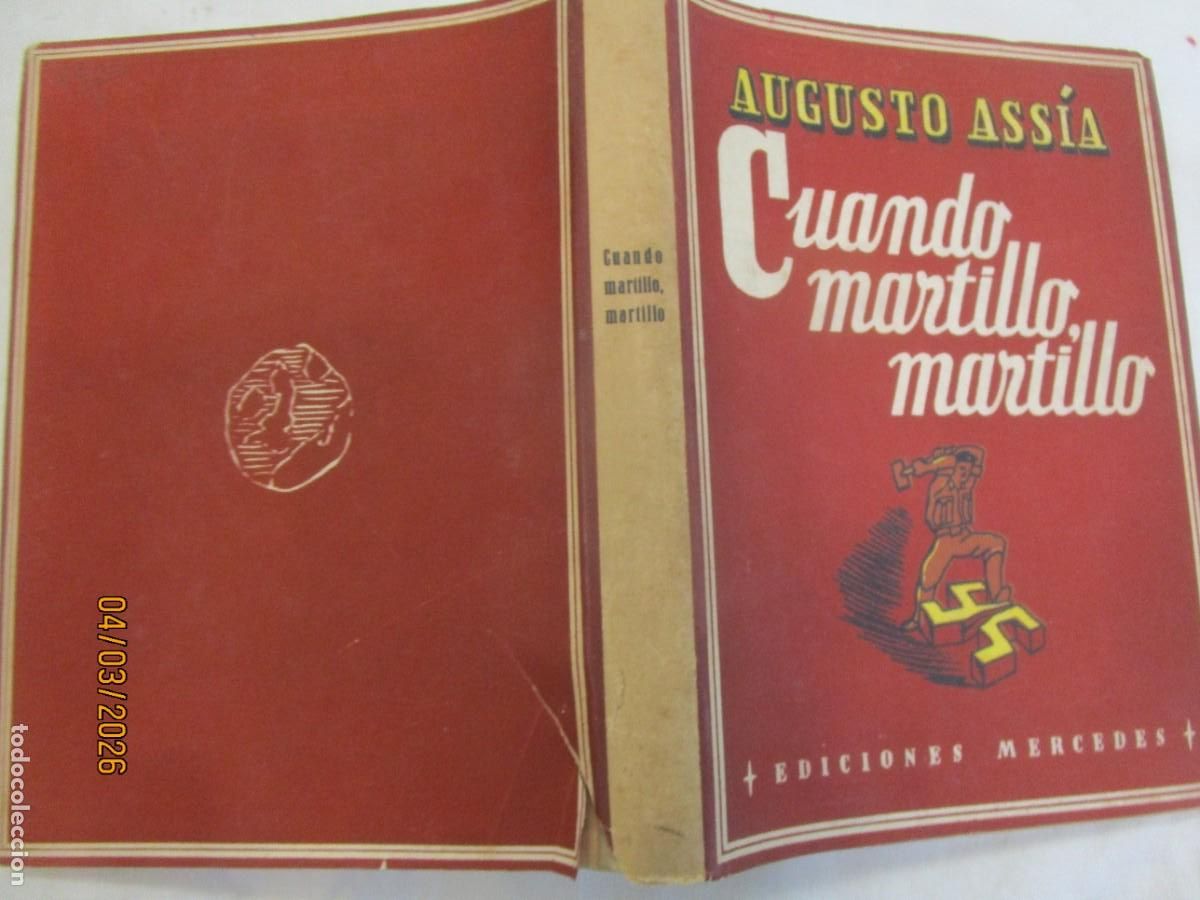 AUGUSTO ASSÍA
Cuando
martillo,
martillo
EDICIONES MERCEDES
Cuando
martillo,
martillo
04/03/2026
todocoleccion